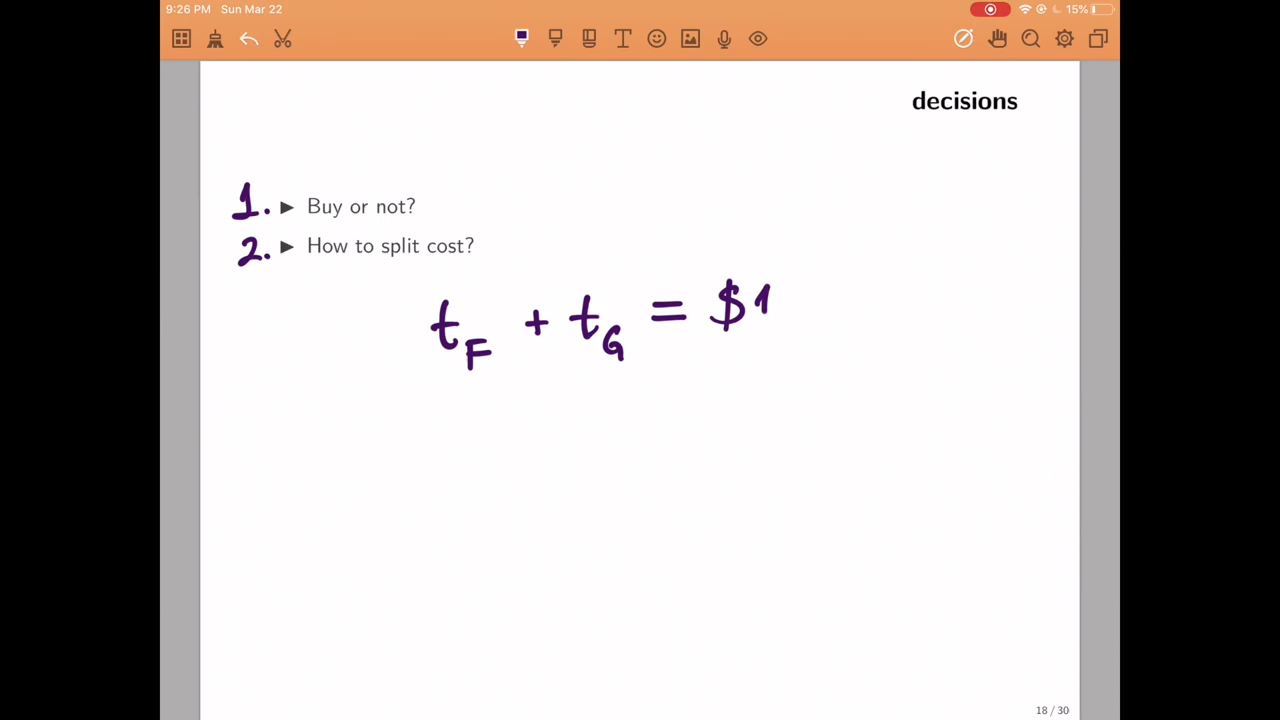 9:26 PM Sun Mar 22 15%
decisions
1. ▶ Buy or not?
2. ▶ How to split cost?
t_F + t_G = $1
18 / 30